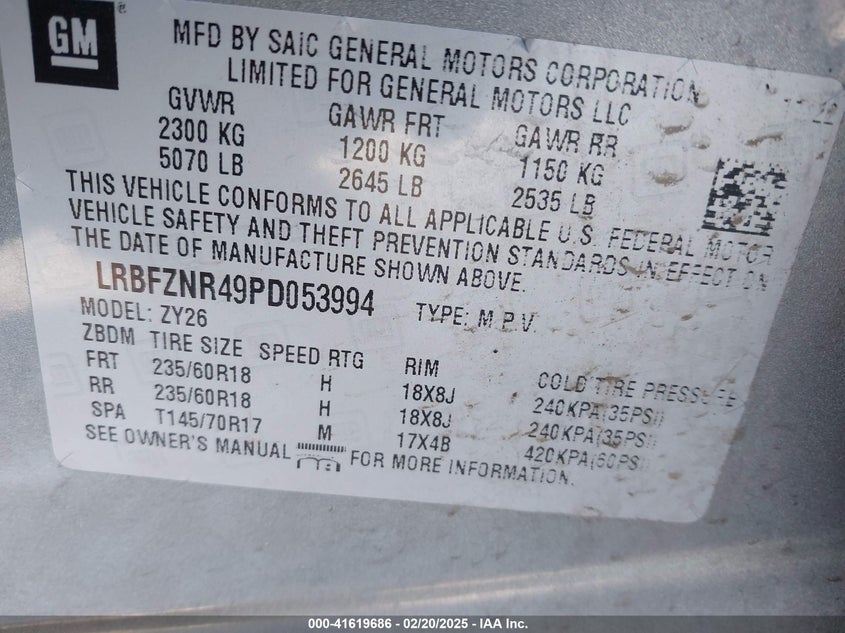 GM ®
MFD BY SAIC GENERAL MOTORS CORPORATION
LIMITED FOR GENERAL MOTORS LLC
GVWR GAWR FRT GAWR RR
2300 KG 1200 KG 1150 KG
5070 LB 2645 LB 2535 LB
THIS VEHICLE CONFORMS TO ALL APPLICABLE U.S. FEDERAL MOTOR
VEHICLE SAFETY AND THEFT PREVENTION STANDARDS IN EFFECT ON
THE DATE OF MANUFACTURE SHOWN ABOVE.
LRBFZNR49PD053994 TYPE: M.P.V.
MODEL: ZY26
ZBDM TIRE SIZE SPEED RTG RIM COLD TIRE PRESSURE
FRT 235/60R18 H 18X8J 240KPA(35PSI)
RR 235/60R18 H 18X8J 240KPA(35PSI)
SPA T145/70R17 M 17X4B 420KPA(60PSI)
SEE OWNER'S MANUAL FOR MORE INFORMATION.
000-41619686 - 02/20/2025 - IAA Inc.